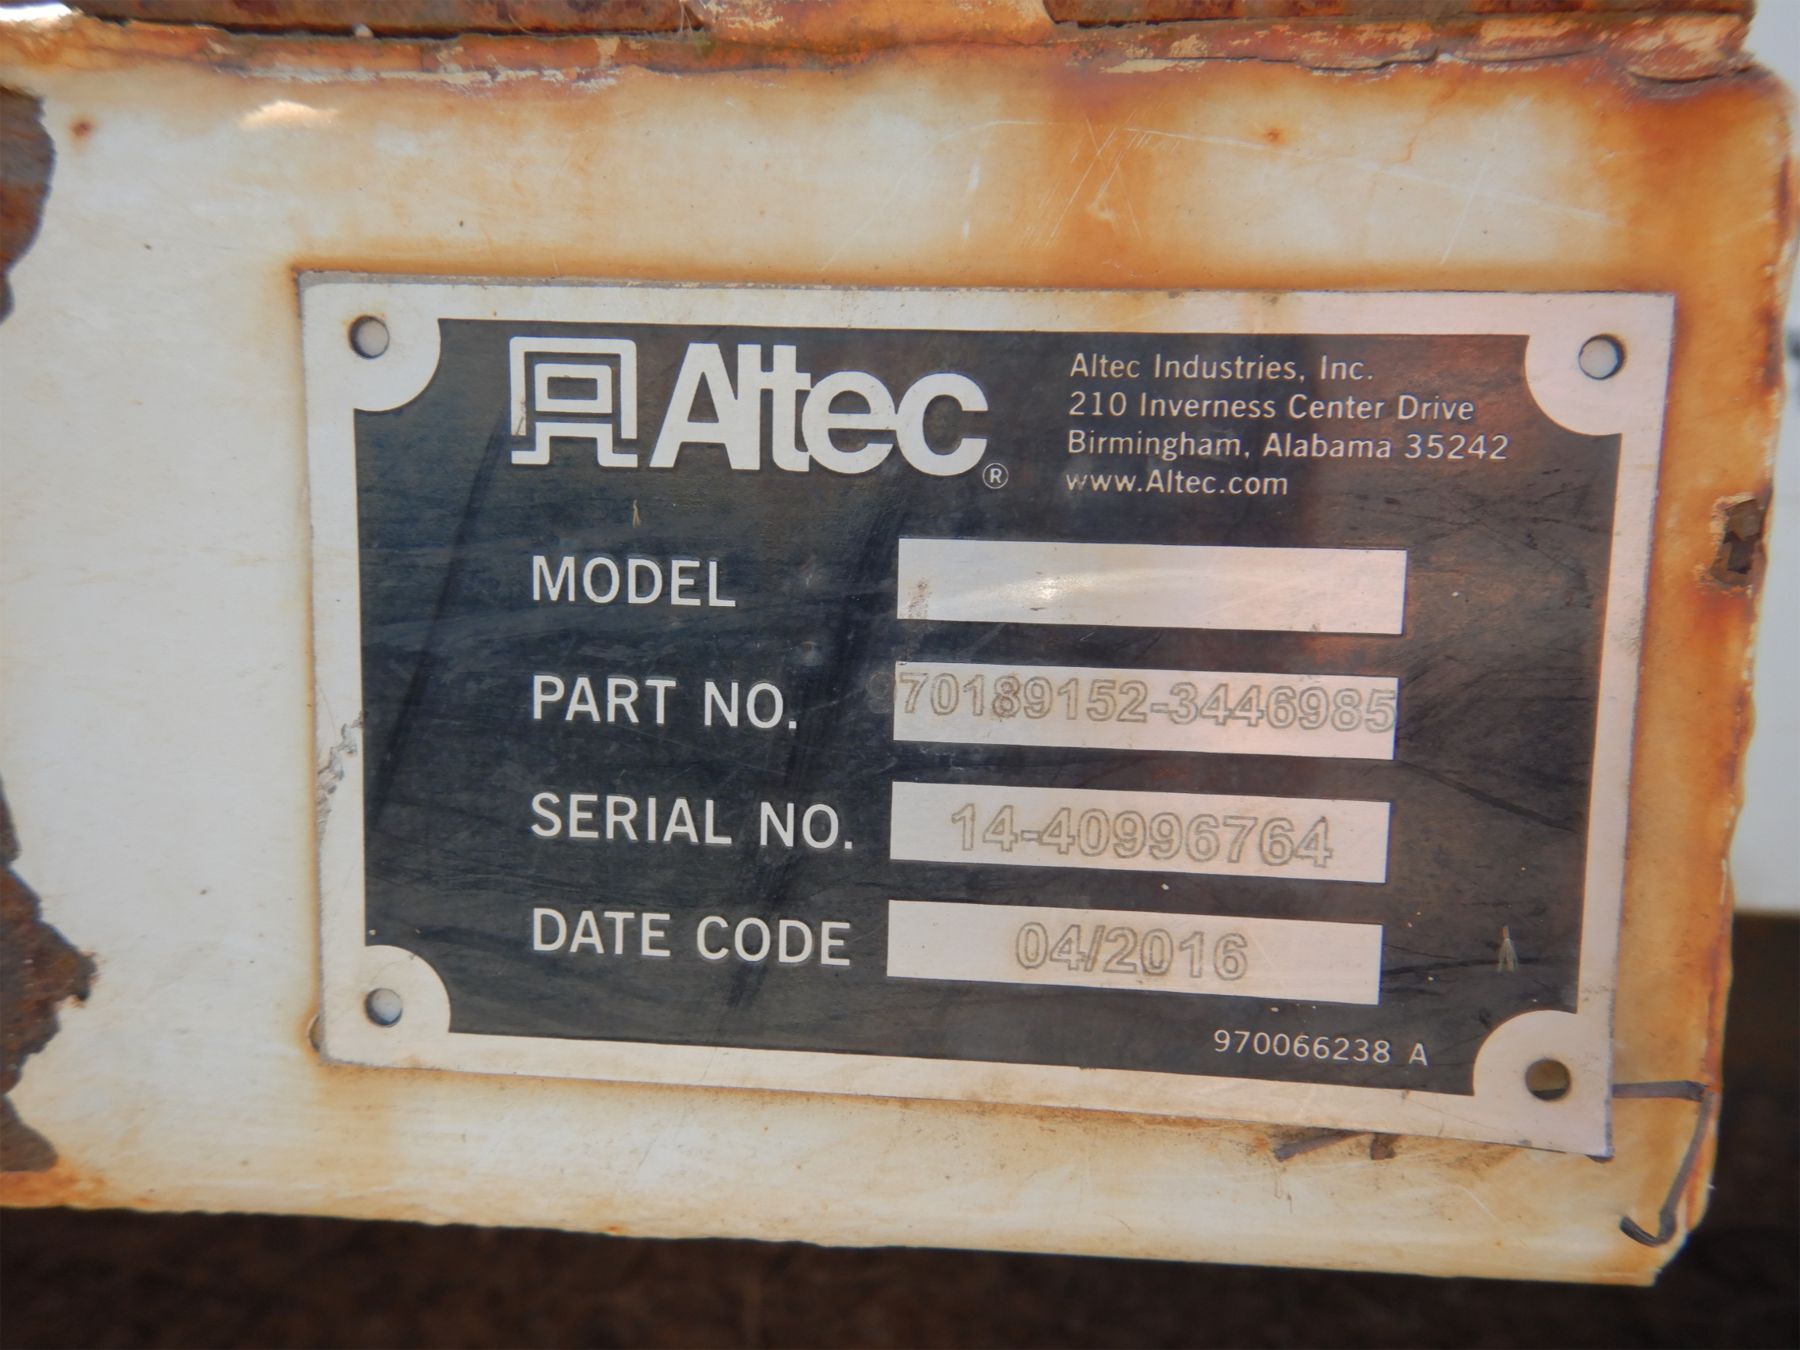 Altec®
Altec Industries, Inc.
210 Inverness Center Drive
Birmingham, Alabama 35242
www.Altec.com
MODEL
PART NO. 970189152-3446985
SERIAL NO. 14-40996764
DATE CODE 04/2016
970066238 A